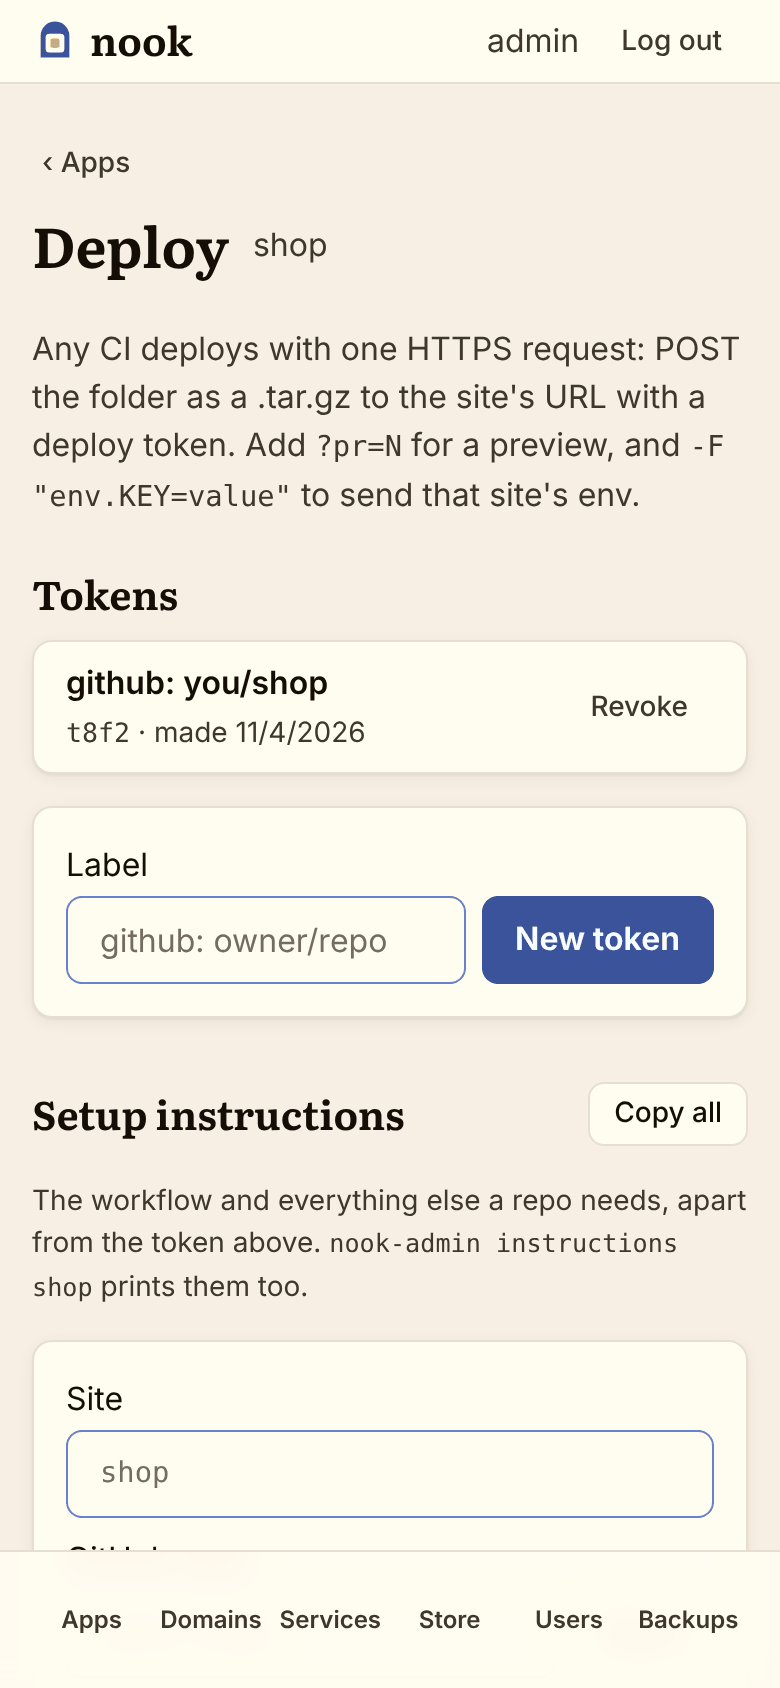 nook
admin
Log out
‹ Apps
Deploy shop
Any CI deploys with one HTTPS request: POST
the folder as a .tar.gz to the site's URL with a
deploy token. Add ?pr=N for a preview, and -F
"env.KEY=value" to send that site's env.
Tokens
github: you/shop
t8f2 · made 11/4/2026
Revoke
Label
github: owner/repo
New token
Setup instructions
Copy all
The workflow and everything else a repo needs, apart
from the token above. nook-admin instructions
shop prints them too.
Site
shop
Apps
Domains
Services
Store
Users
Backups